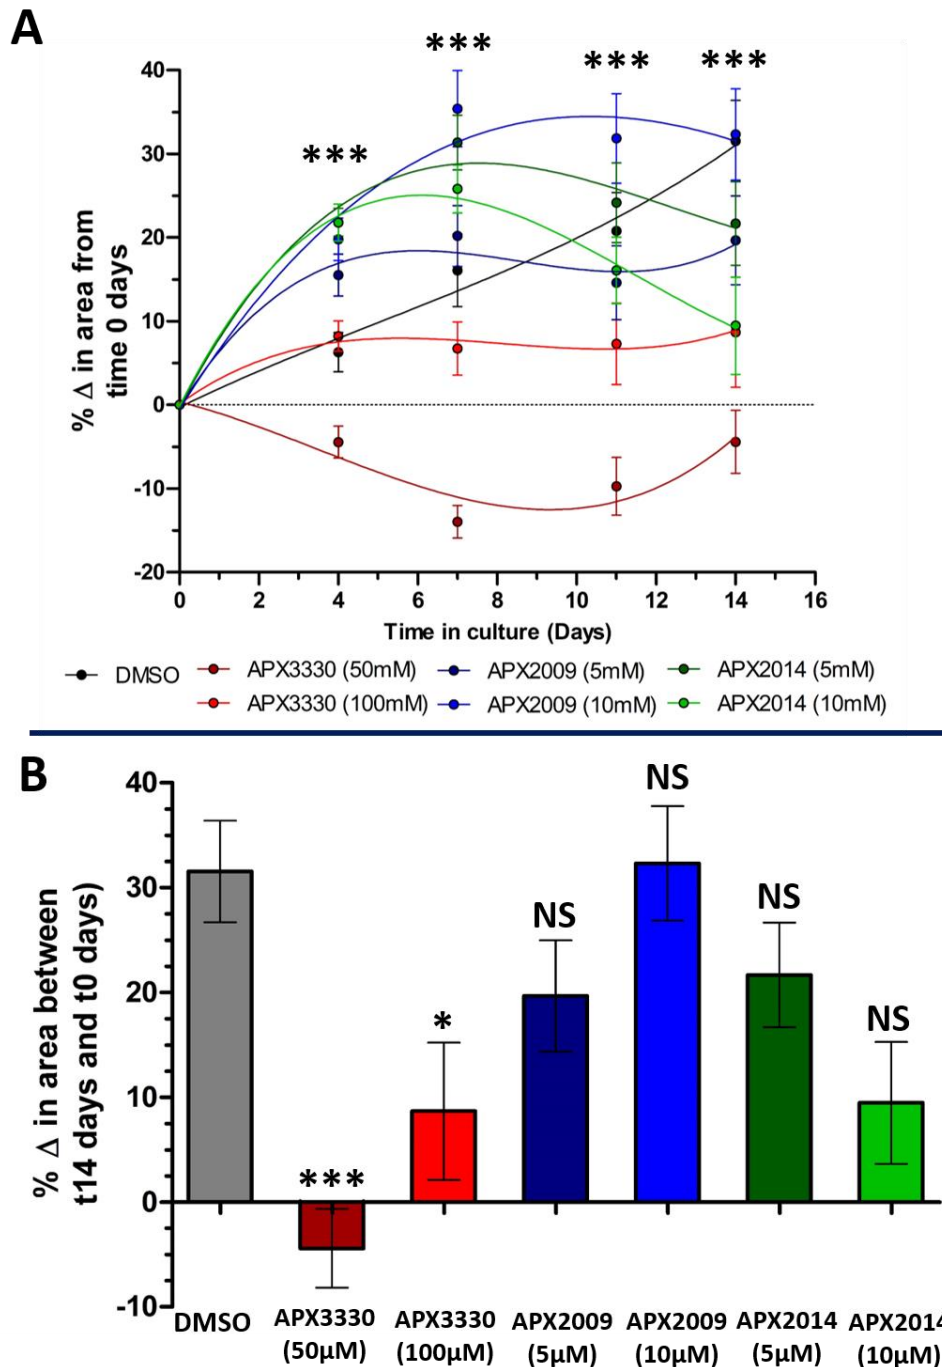 A
***
***
***
***
40
30
20
10
0
-10
-20
% Δ in area from
time 0 days
0 2 4 6 8 10 12 14 16
Time in culture (Days)
DMSO APX3330 (50mM) APX2009 (5mM) APX2014 (5mM)
APX3330 (100mM) APX2009 (10mM) APX2014 (10mM)
B
40
30
20
10
0
-10
% Δ in area between
t14 days and t0 days)
***
*
NS
NS
NS
NS
DMSO APX3330 APX3330 APX2009 APX2009 APX2014 APX2014
(50μM) (100μM) (5μM) (10μM) (5μM) (10μM)